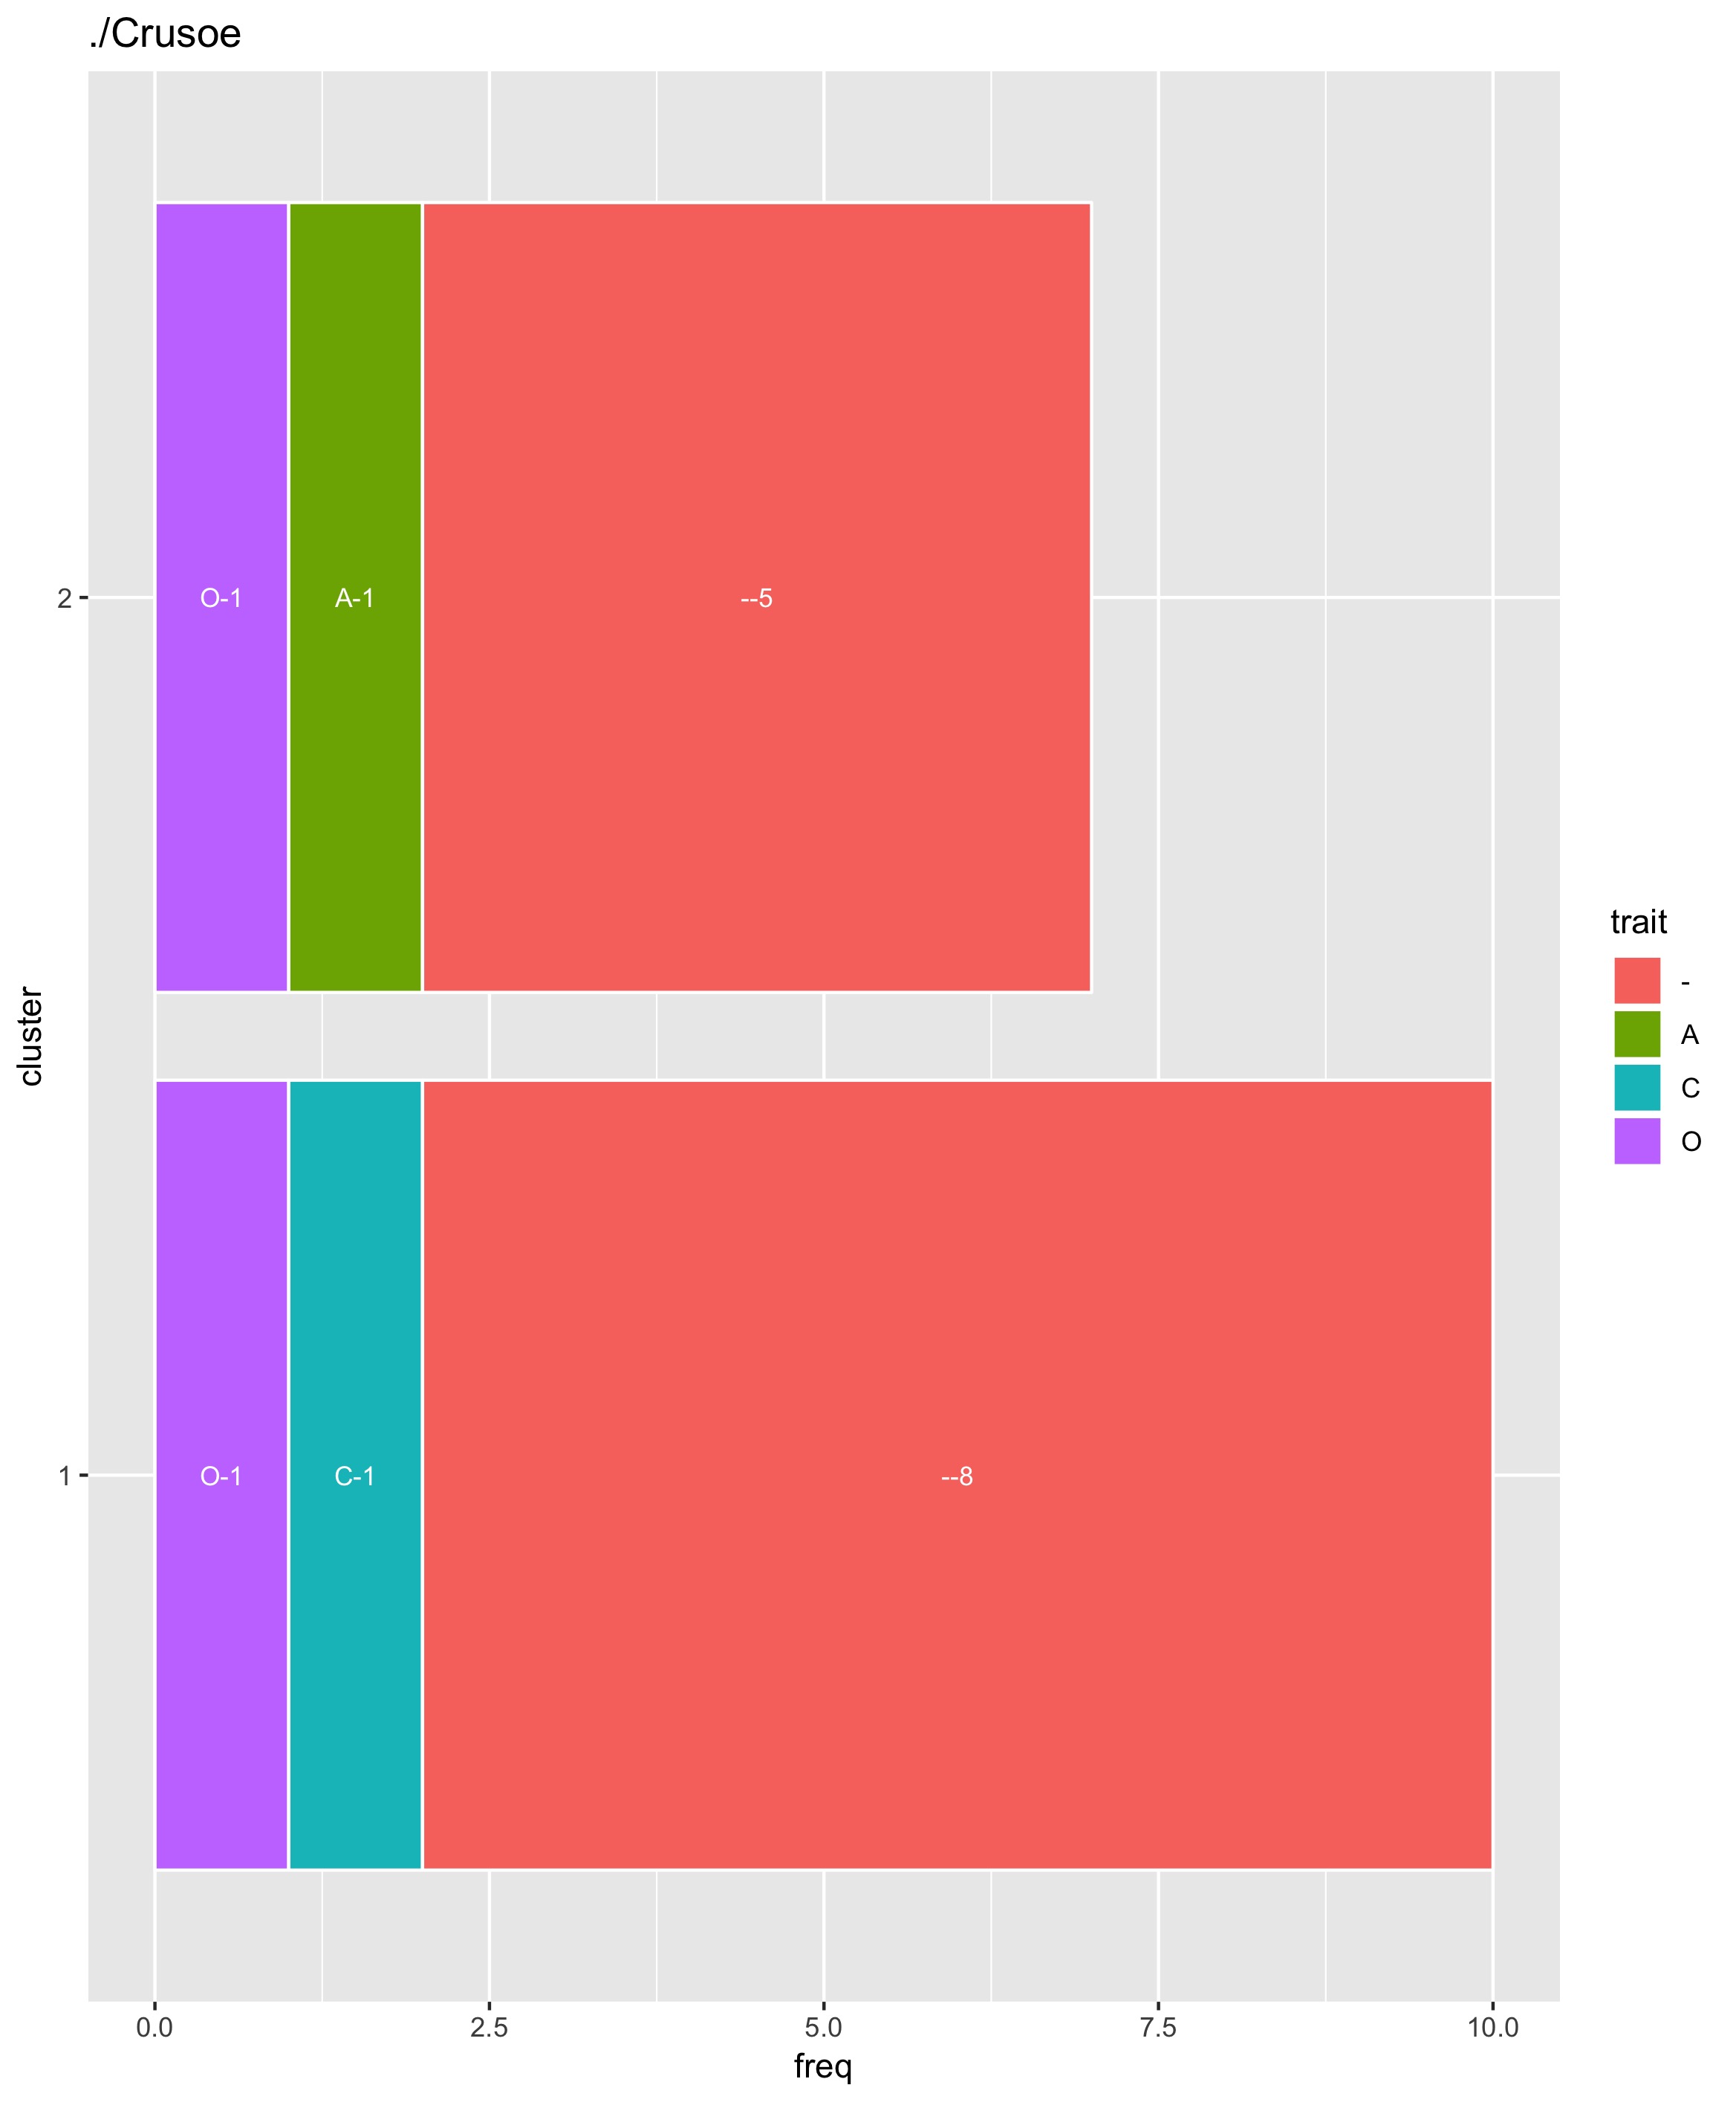 ./Crusoe
2
O-1
A-1
--5
cluster
trait
-
A
C
O
1
O-1
C-1
--8
0.0
2.5
5.0
7.5
10.0
freq